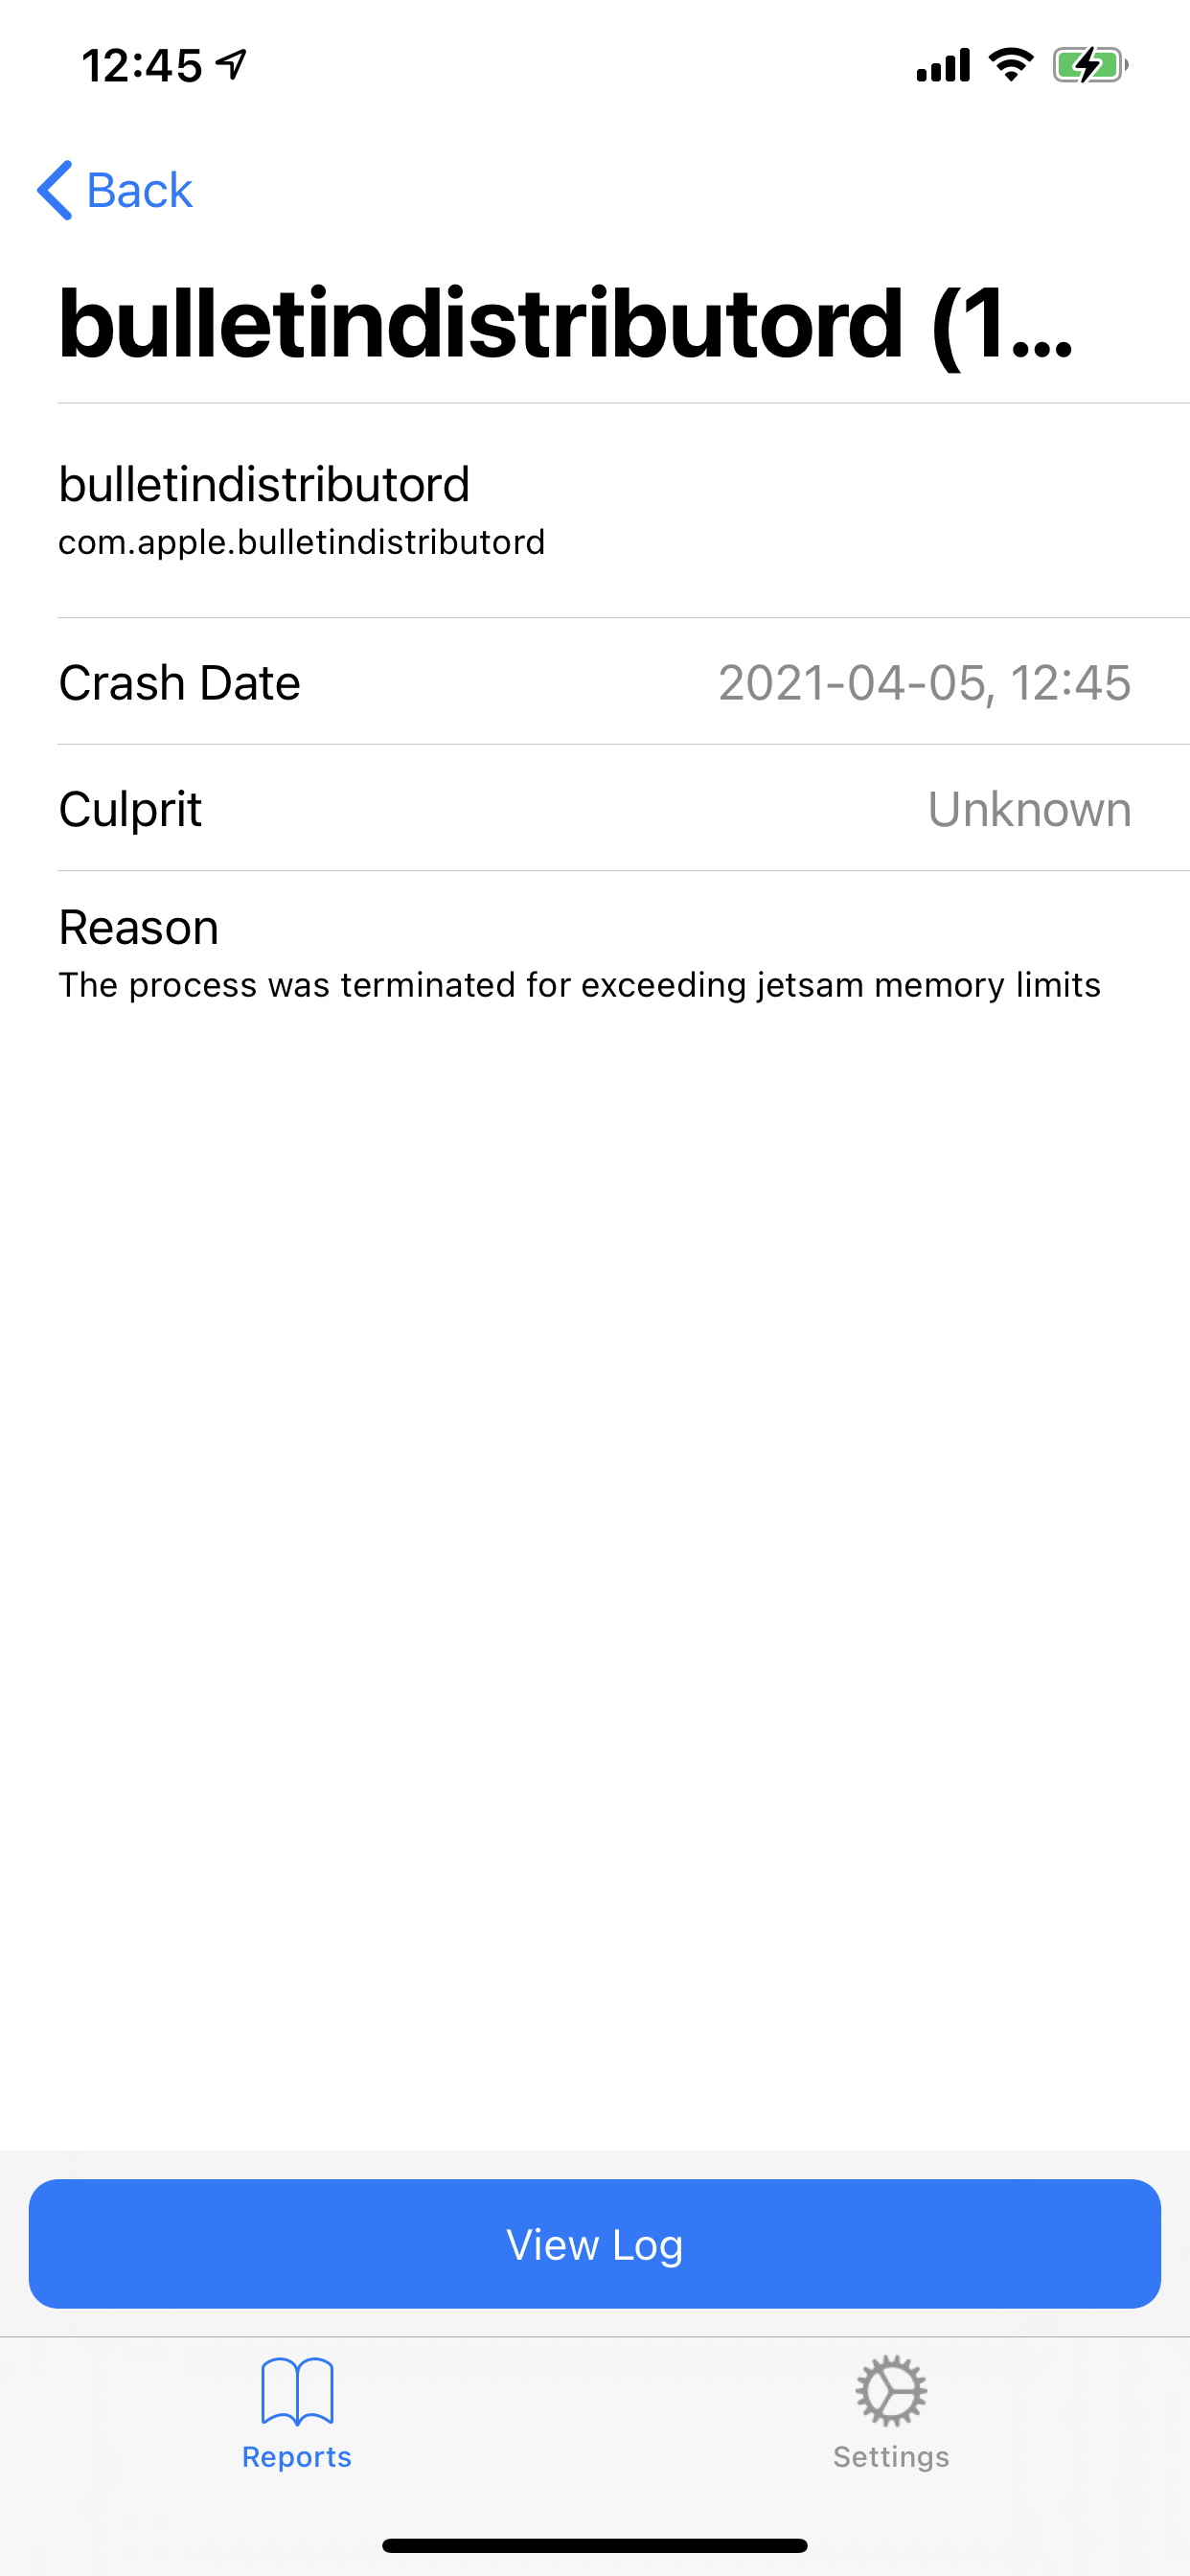 12:45
Back
bulletindistributord (1...
bulletindistributord
com.apple.bulletindistributord
Crash Date 2021-04-05, 12:45
Culprit Unknown
Reason
The process was terminated for exceeding jetsam memory limits
View Log
Reports Settings